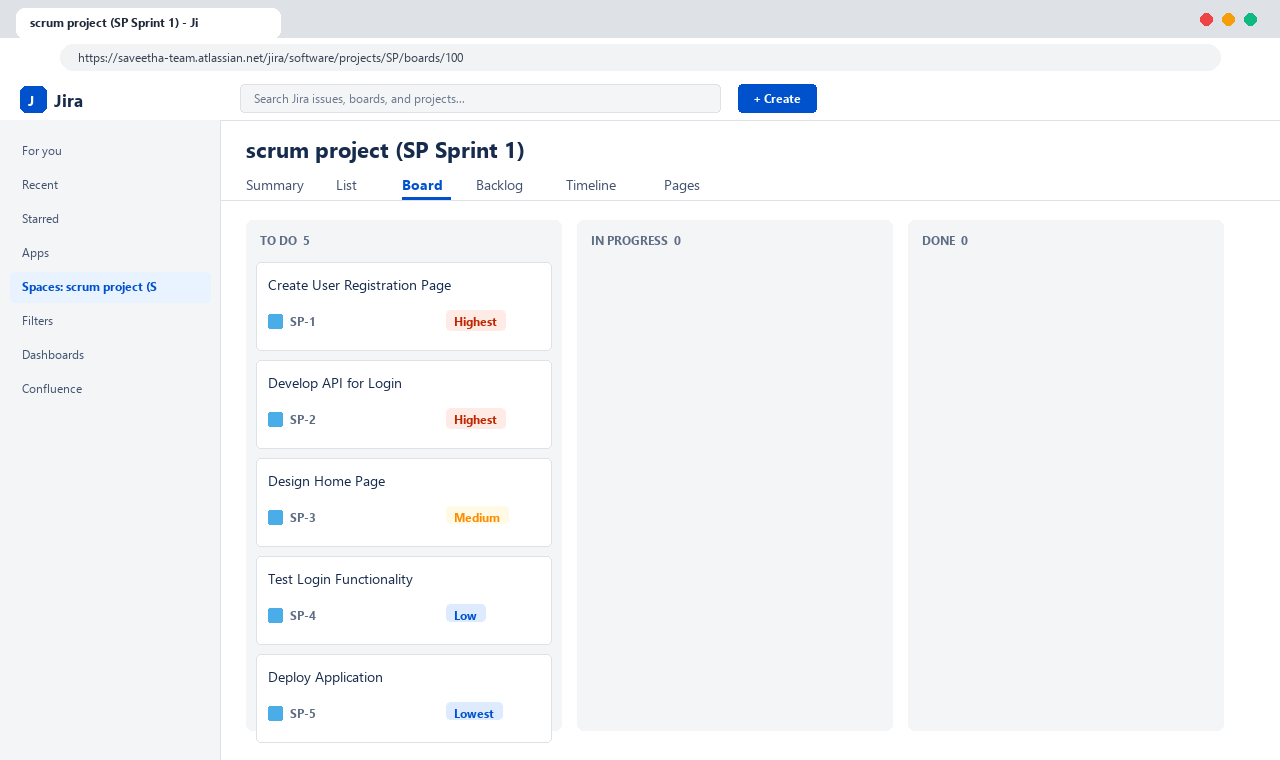 scrum project (SP Sprint 1) - Ji
https://saveetha-team.atlassian.net/jira/software/projects/SP/boards/100
J Jira
Search Jira issues, boards, and projects...
+ Create
For you
Recent
Starred
Apps
Spaces: scrum project (S
Filters
Dashboards
Confluence
scrum project (SP Sprint 1)
Summary List Board Backlog Timeline Pages
TO DO 5
Create User Registration Page
SP-1 Highest
Develop API for Login
SP-2 Highest
Design Home Page
SP-3 Medium
Test Login Functionality
SP-4 Low
Deploy Application
SP-5 Lowest
IN PROGRESS 0
DONE 0